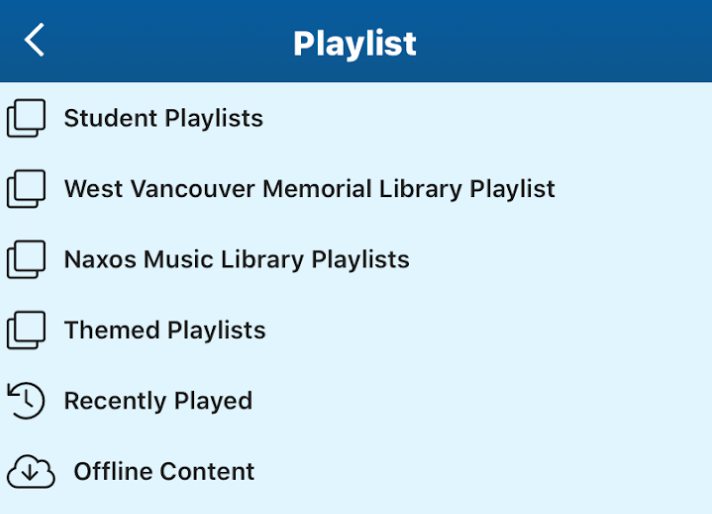 Playlist
Student Playlists
West Vancouver Memorial Library Playlist
Naxos Music Library Playlists
Themed Playlists
Recently Played
Offline Content